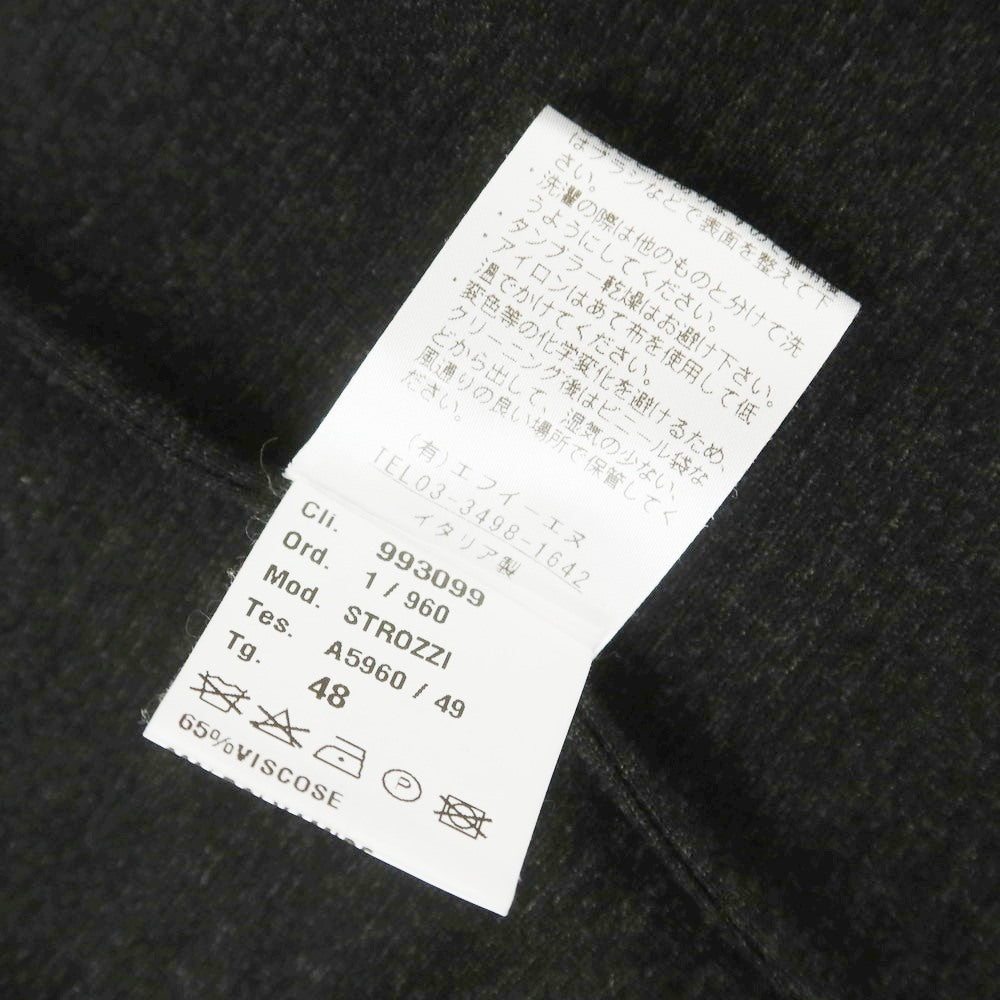 はブラシなどで表面を整えて下
さい。
・洗濯の際は他のものと分けて洗
うようにしてください。
・タンブラー乾燥はお避け下さい。
・アイロンはあて布を使用して低
温でかけてください。
・変色等の化学変化を避けるため、
クリーニング後はビニール袋な
どから出して、湿気の少ない、
風通りの良い場所で保管してく
ださい。
(有)エフイーエヌ
TEL03-3498-1642
イタリア製
Cli. 993099
Ord. 1 / 960
Mod. STROZZI
Tes. A5960 / 49
Tg. 48
P
65%VISCOSE